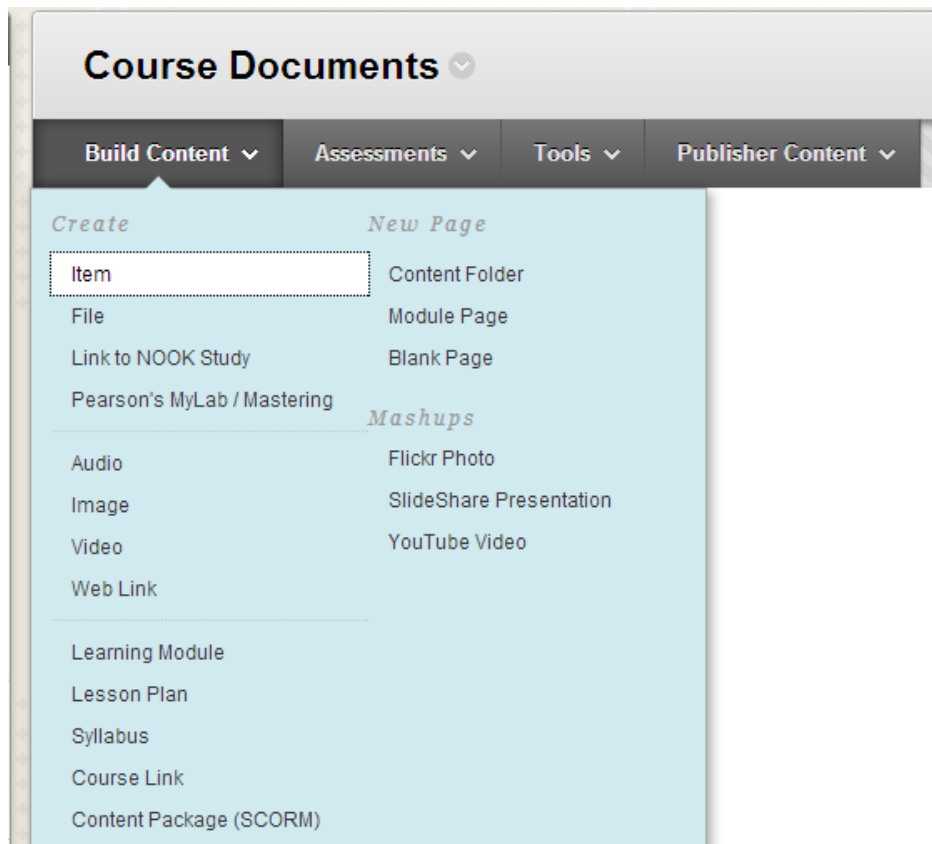 Course Documents
Build Content Assessments Tools Publisher Content
Create
Item
File
Link to NOOK Study
Pearson's MyLab / Mastering
Audio
Image
Video
Web Link
Learning Module
Lesson Plan
Syllabus
Course Link
Content Package (SCORM)
New Page
Content Folder
Module Page
Blank Page
Mashups
Flickr Photo
SlideShare Presentation
YouTube Video